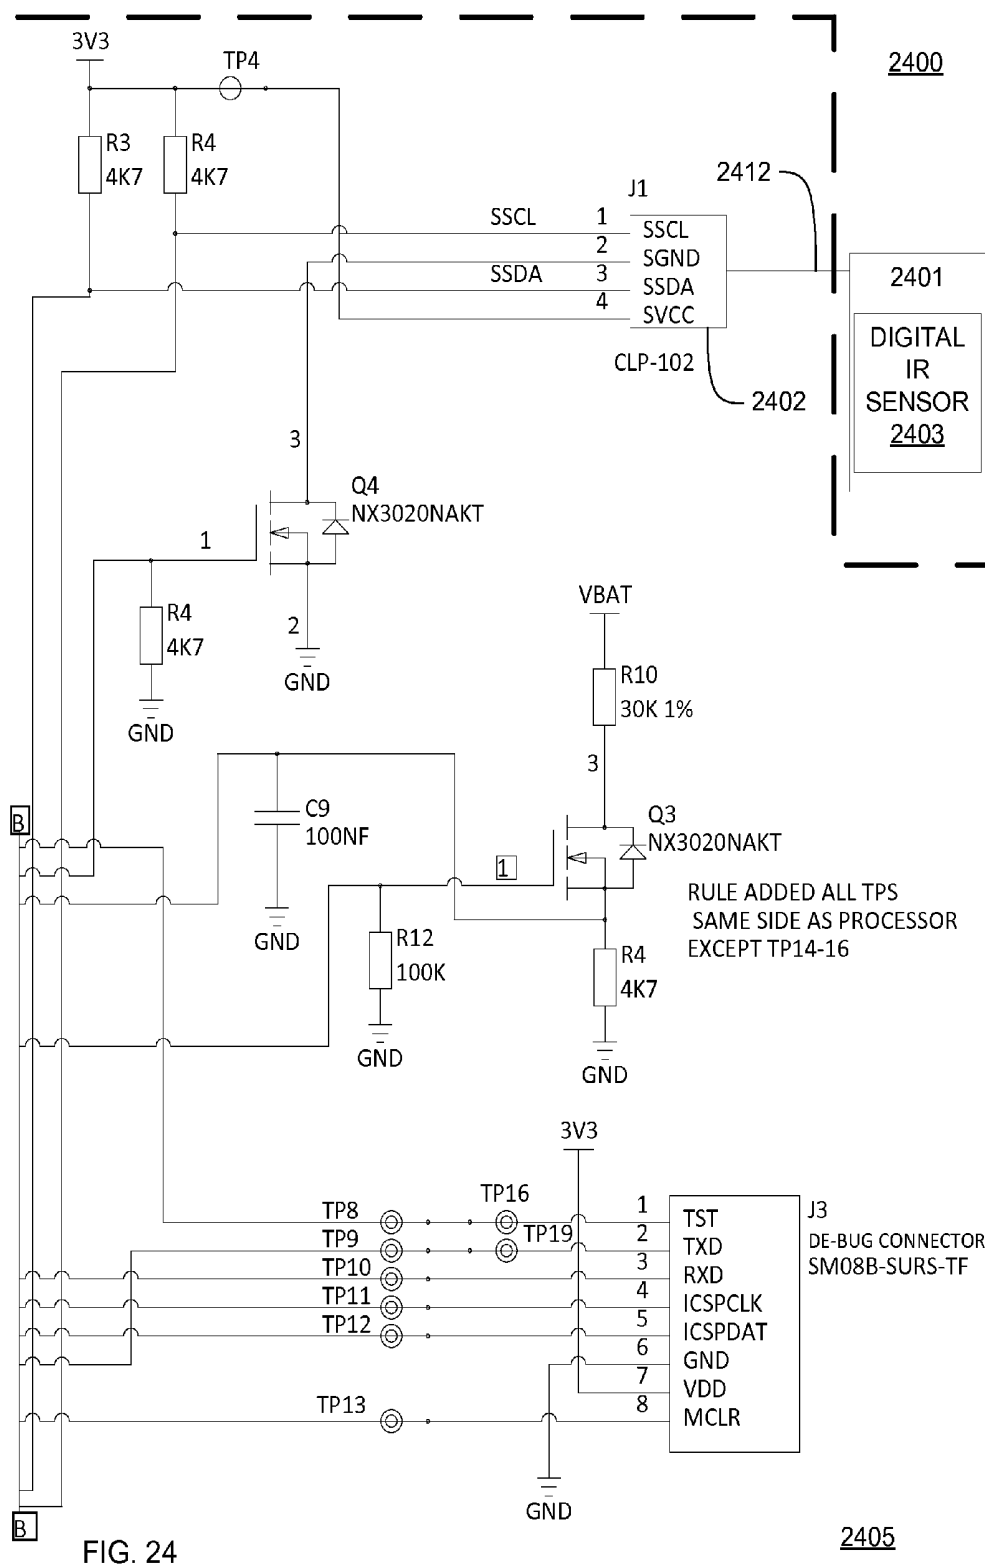 2400
3V3
TP4
R3
4K7
R4
4K7
2412
J1
SSCL
1
SSCL
2
SGND
SSDA
3
SSDA
4
SVCC
2401
DIGITAL
IR
SENSOR
2403
CLP-102
2402
3
Q4
NX3020NAKT
1
R4
4K7
2
GND
GND
VBAT
R10
30K 1%
3
B
C9
100NF
Q3
NX3020NAKT
1
RULE ADDED ALL TPS
SAME SIDE AS PROCESSOR
EXCEPT TP14-16
GND
R12
100K
R4
4K7
GND
GND
3V3
TP8
TP16
1
TST
J3
TP9
TP19
2
TXD
DE-BUG CONNECTOR
TP10
3
RXD
SM08B-SURS-TF
TP11
4
ICSPCLK
TP12
5
ICSPDAT
6
GND
7
VDD
TP13
8
MCLR
GND
B
FIG. 24
2405